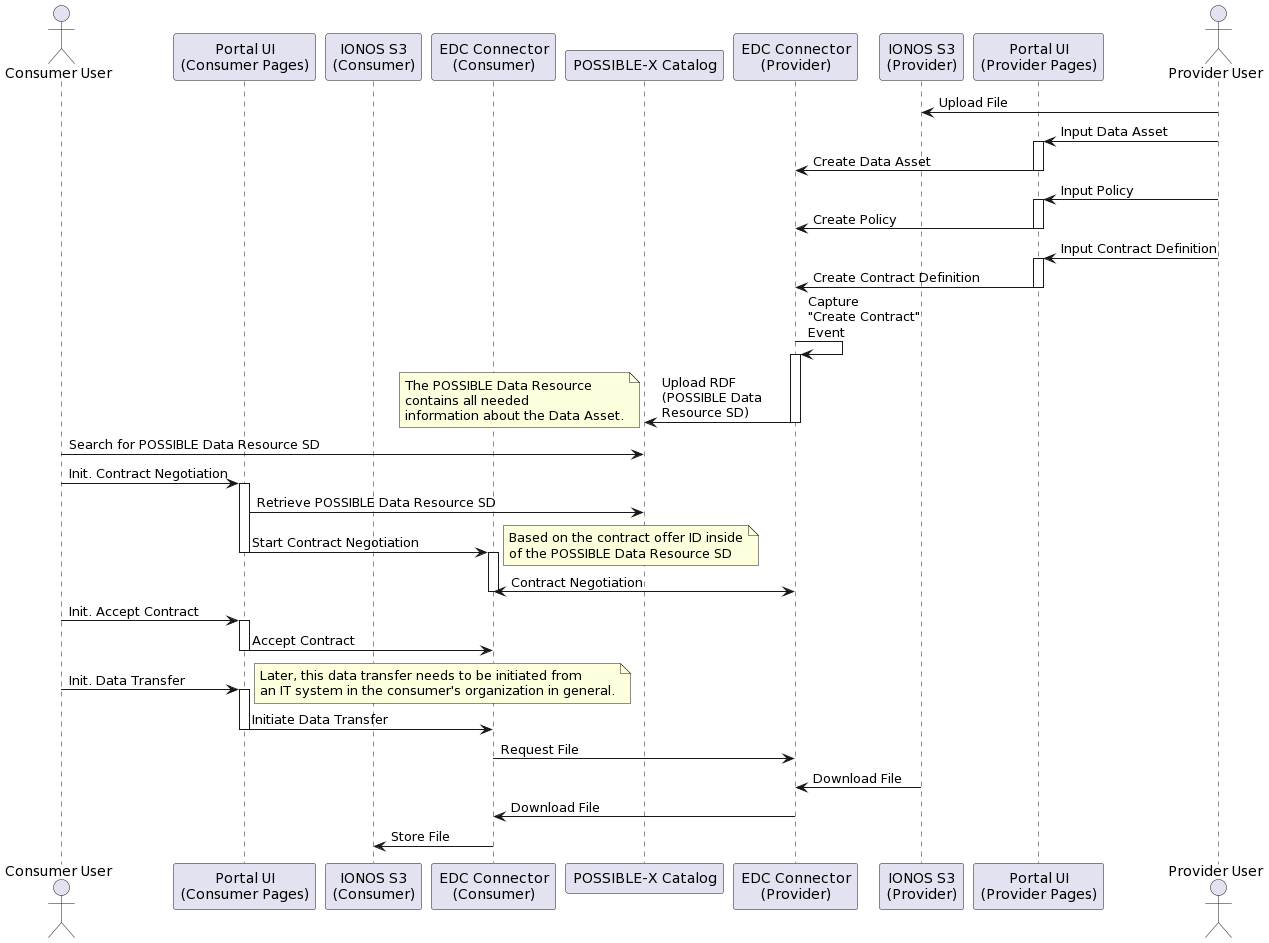 Consumer User
Portal UI
(Consumer Pages)
IONOS S3
(Consumer)
EDC Connector
(Consumer)
POSSIBLE-X Catalog
EDC Connector
(Provider)
IONOS S3
(Provider)
Portal UI
(Provider Pages)
Provider User
Upload File
Input Data Asset
Create Data Asset
Input Policy
Create Policy
Input Contract Definition
Create Contract Definition
Capture
"Create Contract"
Event
The POSSIBLE Data Resource
contains all needed
information about the Data Asset.
Upload RDF
(POSSIBLE Data
Resource SD)
Search for POSSIBLE Data Resource SD
Init. Contract Negotiation
Retrieve POSSIBLE Data Resource SD
Start Contract Negotiation
Based on the contract offer ID inside
of the POSSIBLE Data Resource SD
Contract Negotiation
Init. Accept Contract
Accept Contract
Init. Data Transfer
Later, this data transfer needs to be initiated from
an IT system in the consumer's organization in general.
Initiate Data Transfer
Request File
Download File
Download File
Store File
Consumer User
Portal UI
(Consumer Pages)
IONOS S3
(Consumer)
EDC Connector
(Consumer)
POSSIBLE-X Catalog
EDC Connector
(Provider)
IONOS S3
(Provider)
Portal UI
(Provider Pages)
Provider User